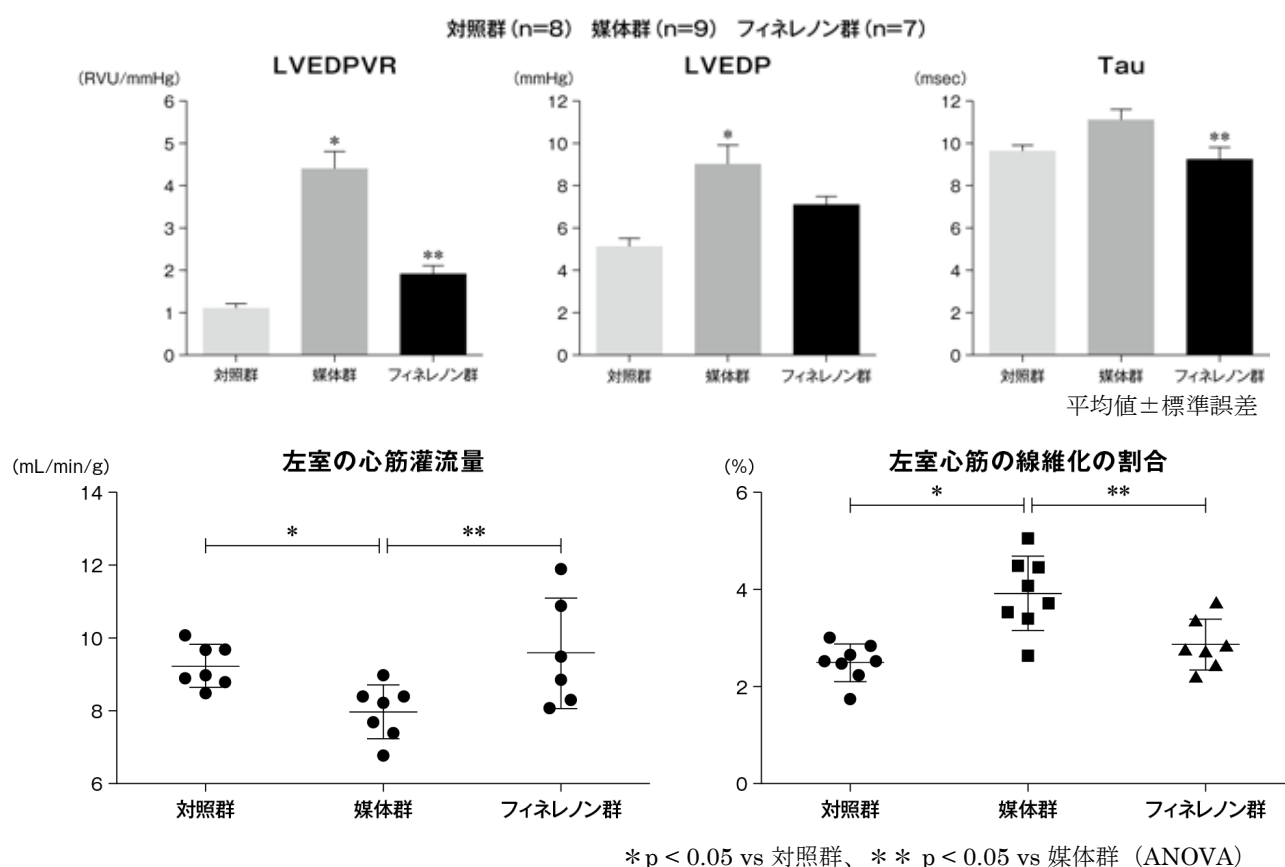 対照群（n=8） 媒体群（n=9） フィネレノン群（n=7）
LVEDPVR
(RVU/mmHg)
6
5
4
3
2
1
0
*
**
対照群 媒体群 フィネレノン群
LVEDP
(mmHg)
12
10
8
6
4
2
0
*
対照群 媒体群 フィネレノン群
Tau
(msec)
12
10
8
6
4
2
0
**
対照群 媒体群 フィネレノン群
平均値±標準誤差
左室の心筋灌流量
(mL/min/g)
14
12
10
8
6
*
**
対照群 媒体群 フィネレノン群
左室心筋の線維化の割合
(%)
6
4
2
0
*
**
対照群 媒体群 フィネレノン群
＊p < 0.05 vs 対照群、＊＊ p < 0.05 vs 媒体群（ANOVA）